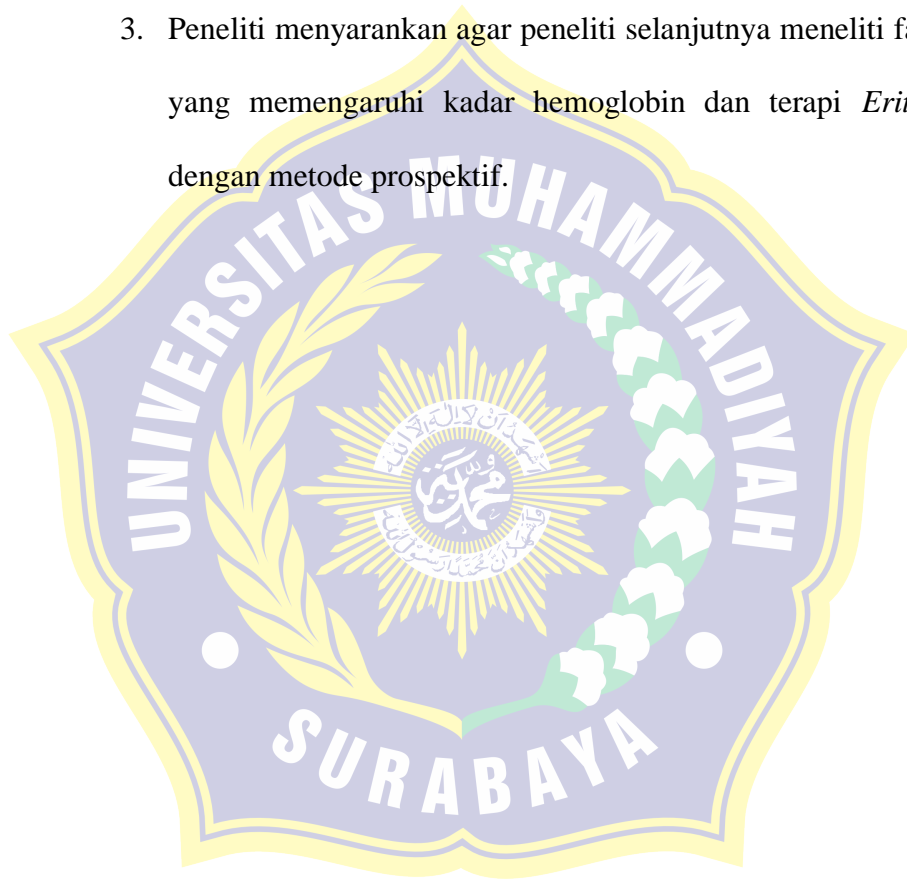 3. Peneliti menyarankan agar peneliti selanjutnya meneliti
yang memengaruhi kadar hemoglobin dan terapi
dengan metode prospektif.
UNIVERSITAS MUHAMMADIYAH
SURABAYA